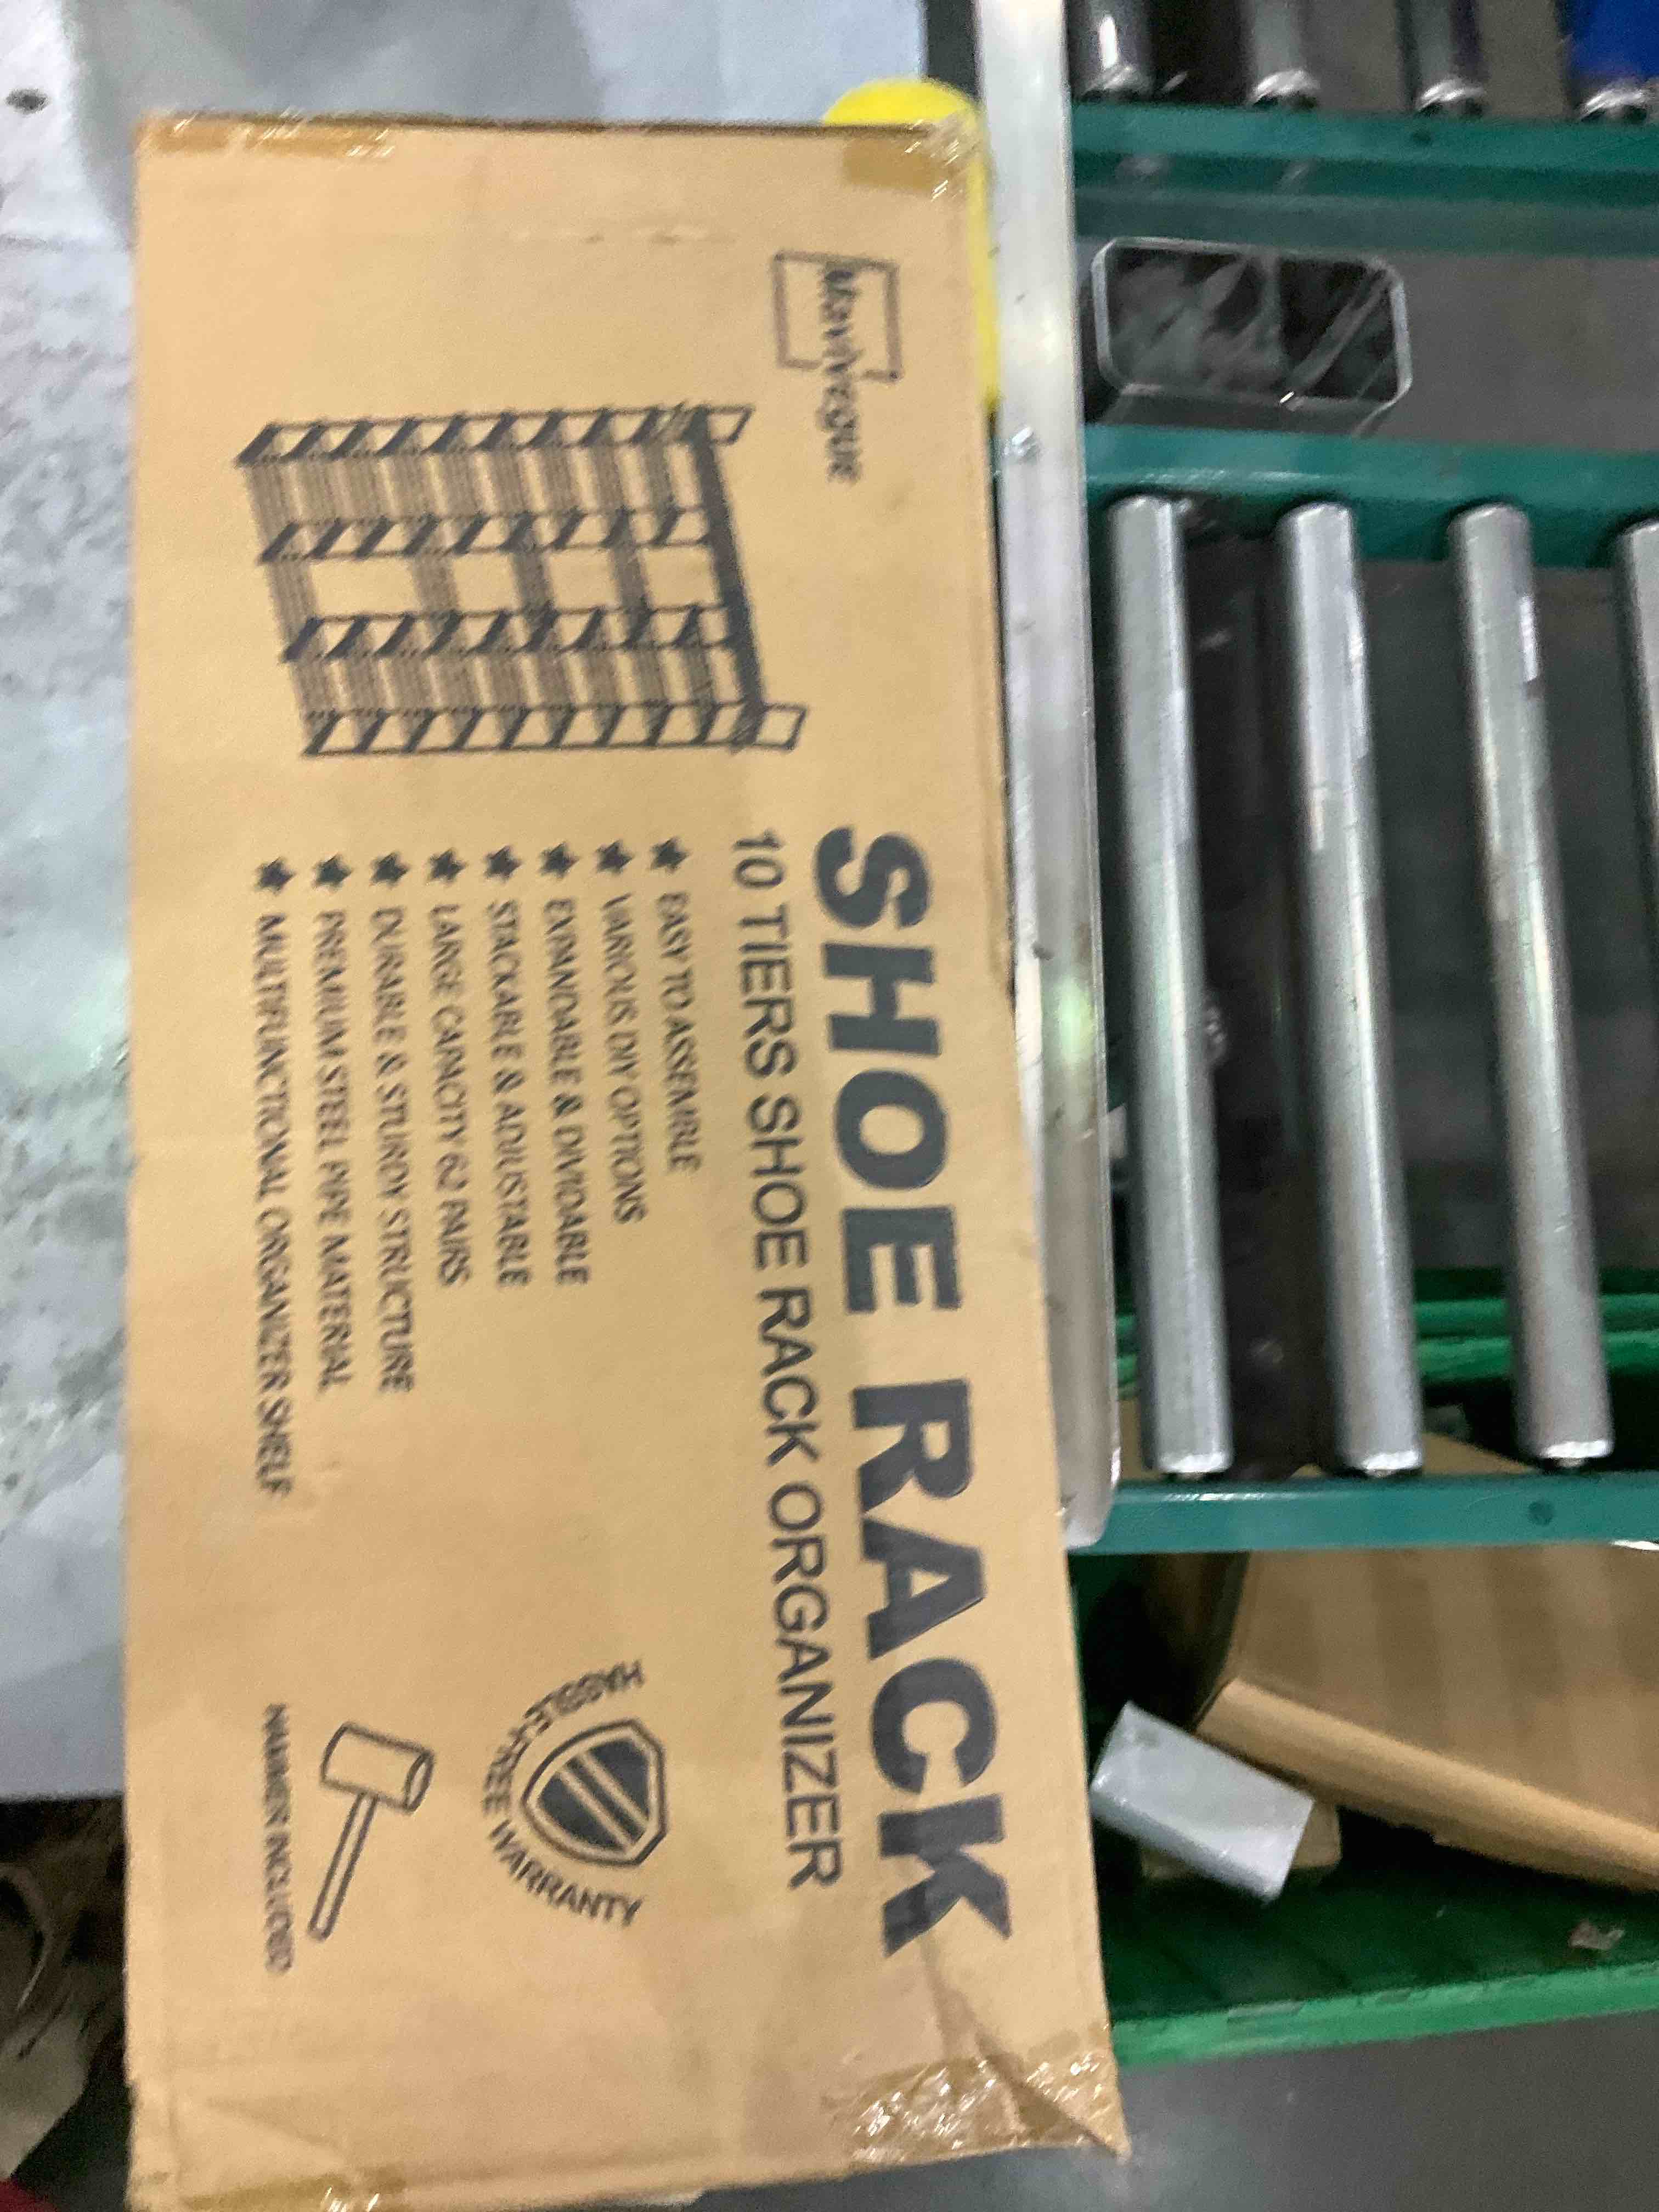 SHOE RACK
10 TIERS SHOE RACK ORGANIZER
★ EASY TO ASSEMBLE
★ VARIOUS DIY OPTIONS
★ EXPANDABLE & DIVIDABLE
★ STACKABLE & ADJUSTABLE
★ LARGE CAPACITY 62 PAIRS
★ DURABLE & STURDY STRUCTURE
★ PREMIUM STEEL PIPE MATERIAL
★ MULTIFUNCTIONAL ORGANIZER SHELF
HASSLE-FREE WARRANTY
HAMMER INCLUDED